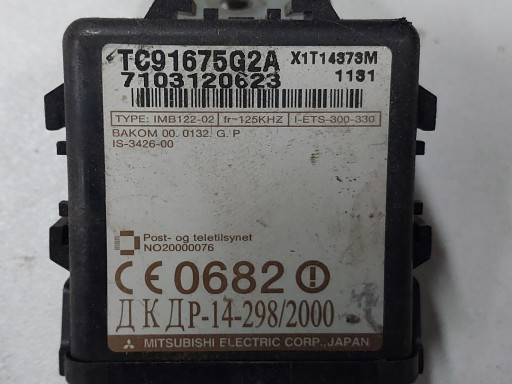 TC91675G2A X1T14373M
7103120623 1131
TYPE: IMB122-02 fr=125KHZ I-ETS-300-330
BAKOM 00. 0132. G. P
IS-3426-00
Post- og teletilsynet
NO20000076
CE 0682
ДКДР-14-298/2000
MITSUBISHI ELECTRIC CORP., JAPAN